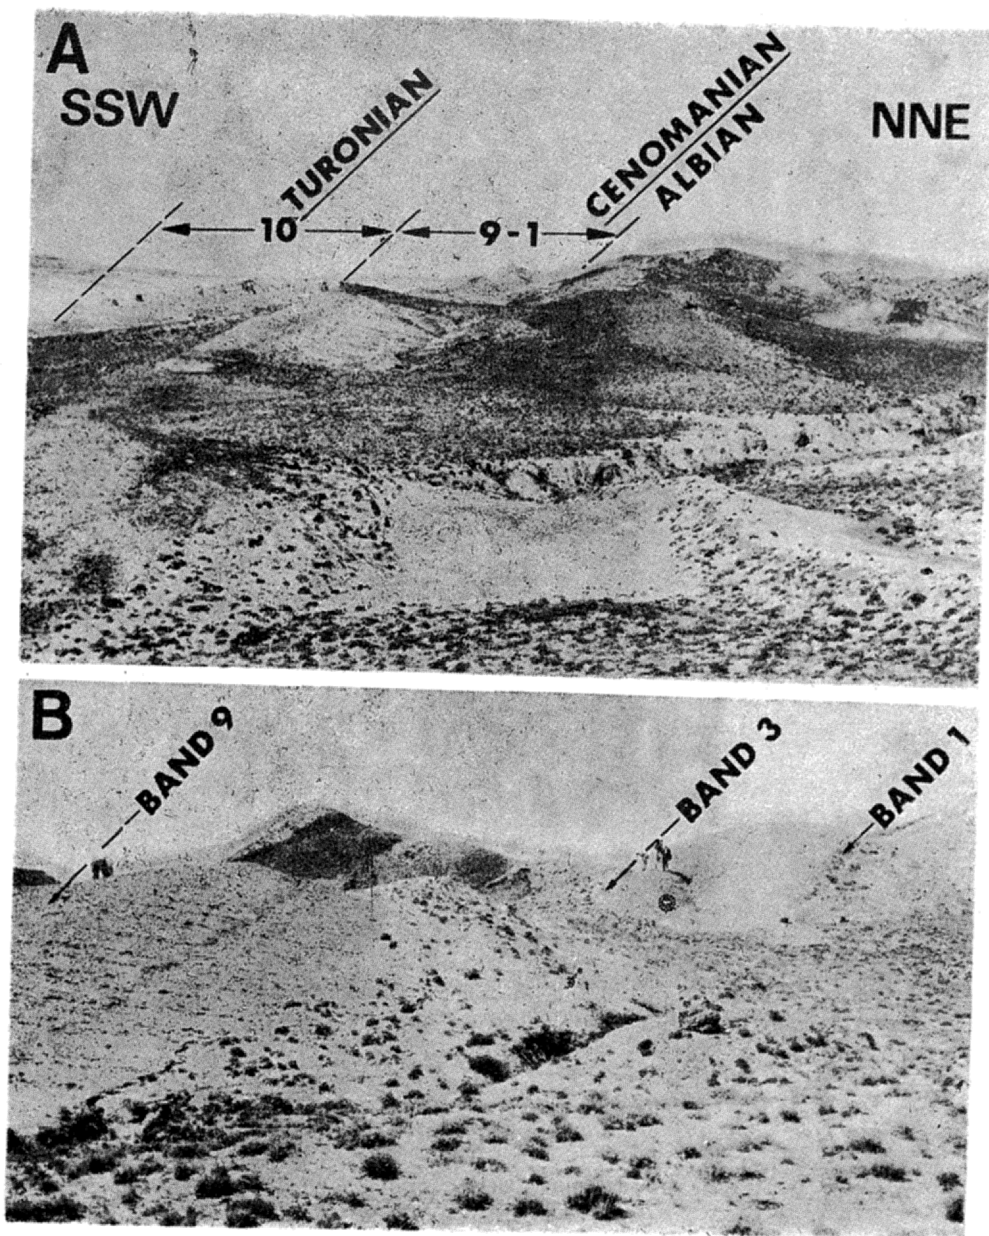 A
SSW
NNE
TURONIAN
CENOMANIAN
ALBIAN
10
9-1
B
BAND 9
BAND 3
BAND 1